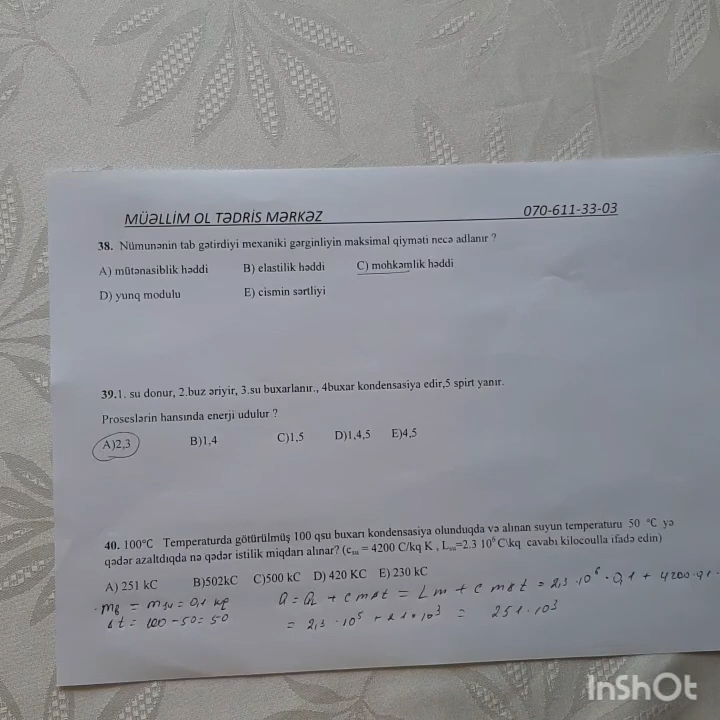 MÜƏLLİM OL TƏDRİS MƏRKƏZ 070-611-33-03
38. Nümunənin tab gətirdiyi mexaniki gərginliyin maksimal qiyməti necə adlanır ?
A) mütənasiblik həddi B) elastilik həddi C) mohkəmlik həddi
D) yunq modulu E) cismin sərtliyi
39.1. su donur, 2.buz əriyir, 3.su buxarlanır., 4buxar kondensasiya edir,5 spirt yanır.
Proseslərin hansında enerji udulur ?
A)2,3 B)1,4 C)1,5 D)1,4,5 E)4,5
40. 100°C Temperaturda götürülmüş 100 qsu buxarı kondensasiya olunduqda və alınan suyun temperaturu 50 °C yə
qədər azaltdıqda nə qədər istilik miqdarı alınar? (csu = 4200 C/kq K , Lsu=2.3 10⁶ C\kq cavabı kilocoulla ifadə edin)
A) 251 kC B)502kC C)500 kC D) 420 KC E) 230 kC
mB = msu = 0,1 kq Q = QL + cmΔt = Lm + cmΔt = 2,3 · 10⁶ · 0,1 + 4200 · 0,1 ·
Δt = 100 - 50 = 50 = 2,3 · 10⁵ + 21 · 10³ = 251 · 10³
InShOt